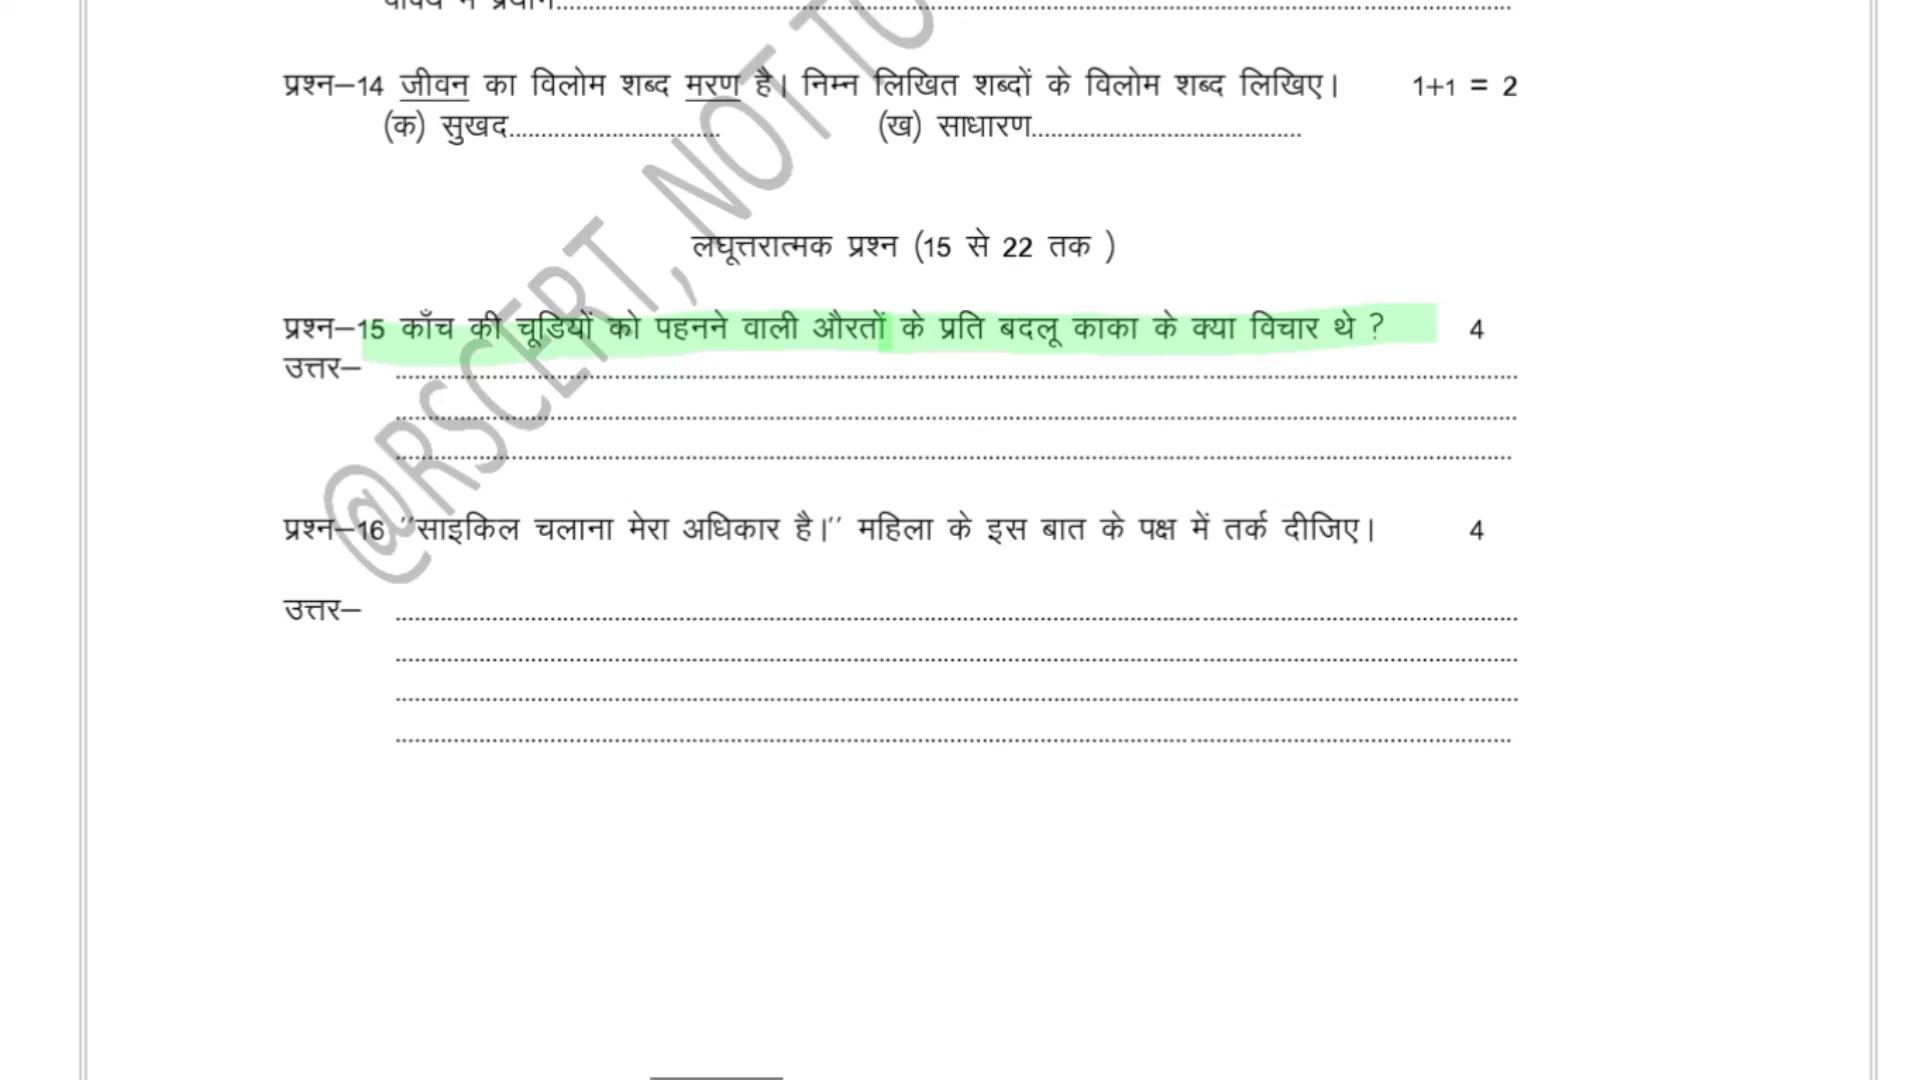 वाक्य में प्रयोग........................................
प्रश्न–14 जीवन का विलोम शब्द मरण है। निम्न लिखित शब्दों के विलोम शब्द लिखिए। 1+1 = 2
(क) सुखद................................. (ख) साधारण..........................................
लघूत्तरात्मक प्रश्न (15 से 22 तक )
प्रश्न–15 काँच की चूडियों को पहनने वाली औरतों के प्रति बदलू काका के क्या विचार थे ? 4
उत्तर–
प्रश्न–16 "साइकिल चलाना मेरा अधिकार है।" महिला के इस बात के पक्ष में तर्क दीजिए। 4
उत्तर–
@RSCERT, NOT TO